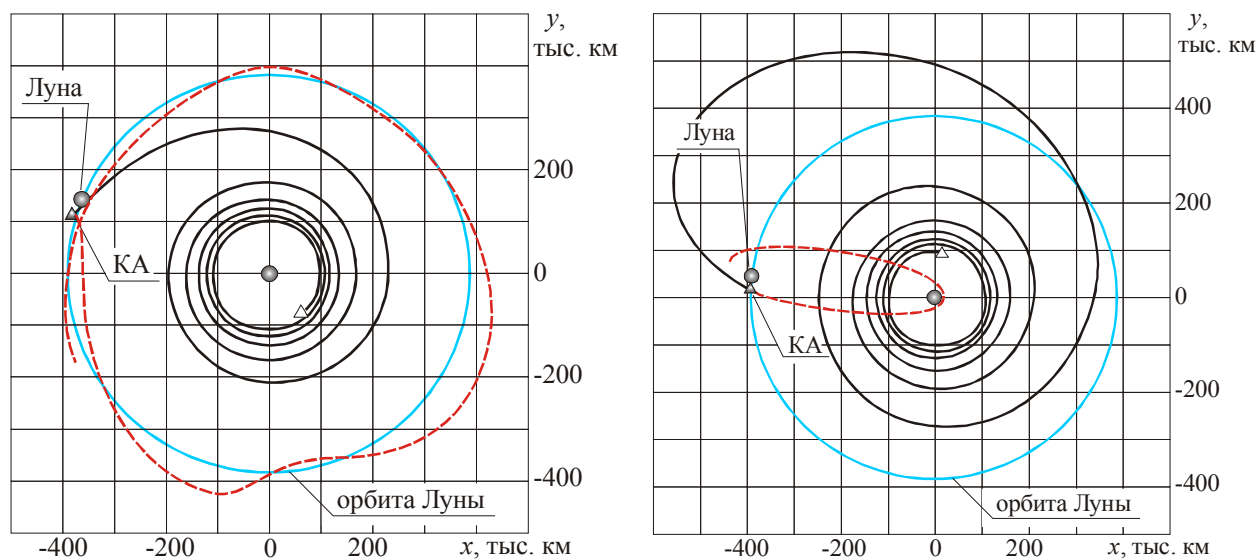 y,
тыс. км
Луна
КА
200
0
-200
-400
орбита Луны
-400
-200
0
200
x, тыс. км
y,
тыс. км
400
Луна
200
0
КА
-200
орбита Луны
-400
-400
-200
0
200
x, тыс. км